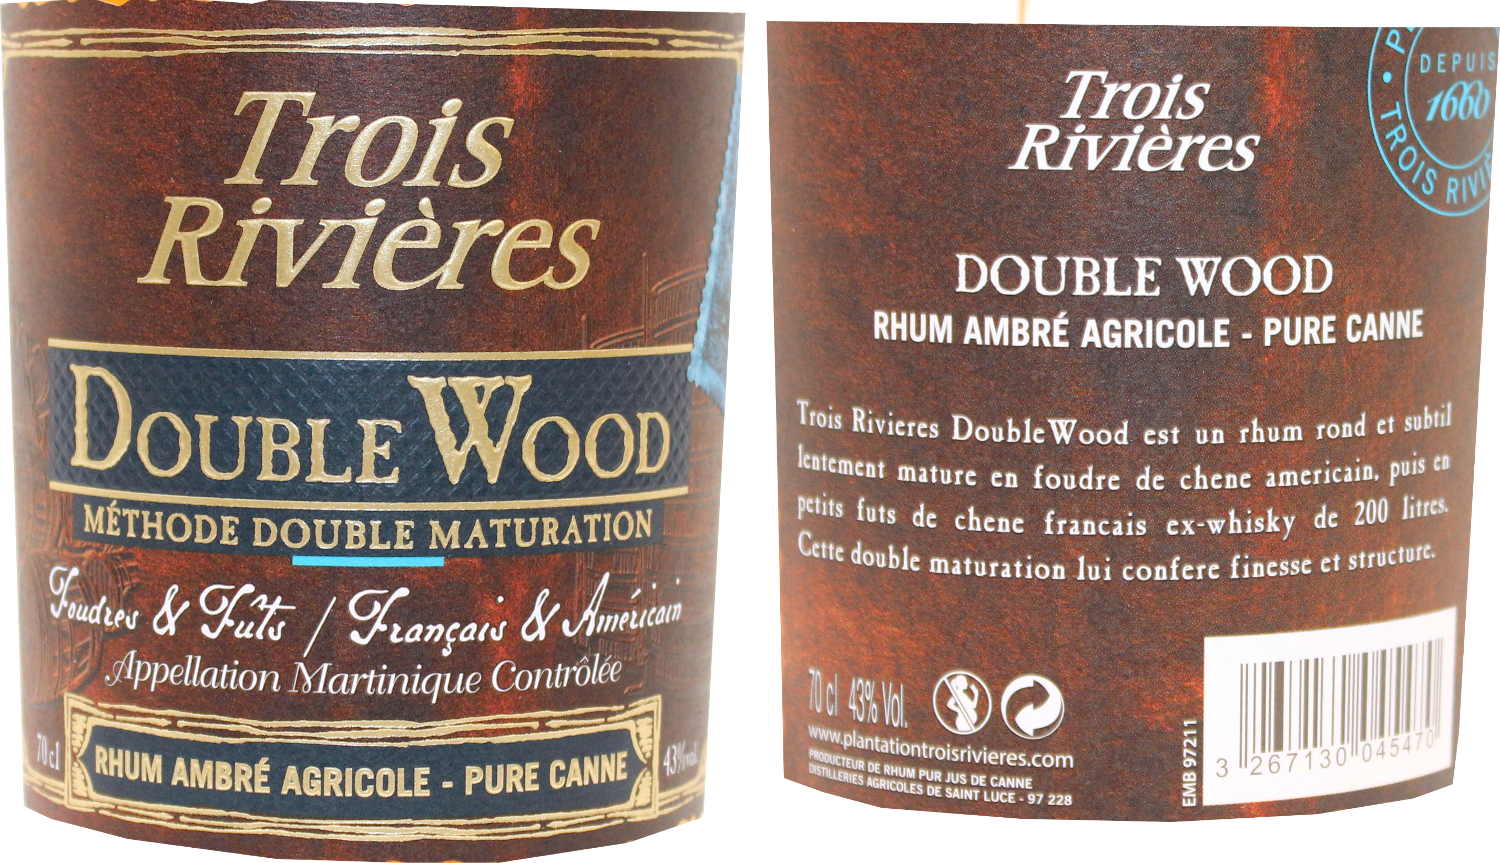 Trois
Rivières
DOUBLE WOOD
MÉTHODE DOUBLE MATURATION
Foudres & Fûts / Français & Américain
Appellation Martinique Contrôlée
70 cl
43%vol.
RHUM AMBRÉ AGRICOLE - PURE CANNE
DEPUIS
1660
TROIS
Trois
Rivières
DOUBLE WOOD
RHUM AMBRÉ AGRICOLE - PURE CANNE
Trois Rivieres DoubleWood est un rhum rond et subtil
lentement mature en foudre de chene americain, puis en
petits futs de chene francais ex-whisky de 200 litres.
Cette double maturation lui confere finesse et structure.
70 cl 43% Vol.
www.plantationtroisrivieres.com
PRODUCTEUR DE RHUM PUR JUS DE CANNE
DISTILLERIES AGRICOLES DE SAINT LUCE - 97 228
EMB 97211
3 267130 045470